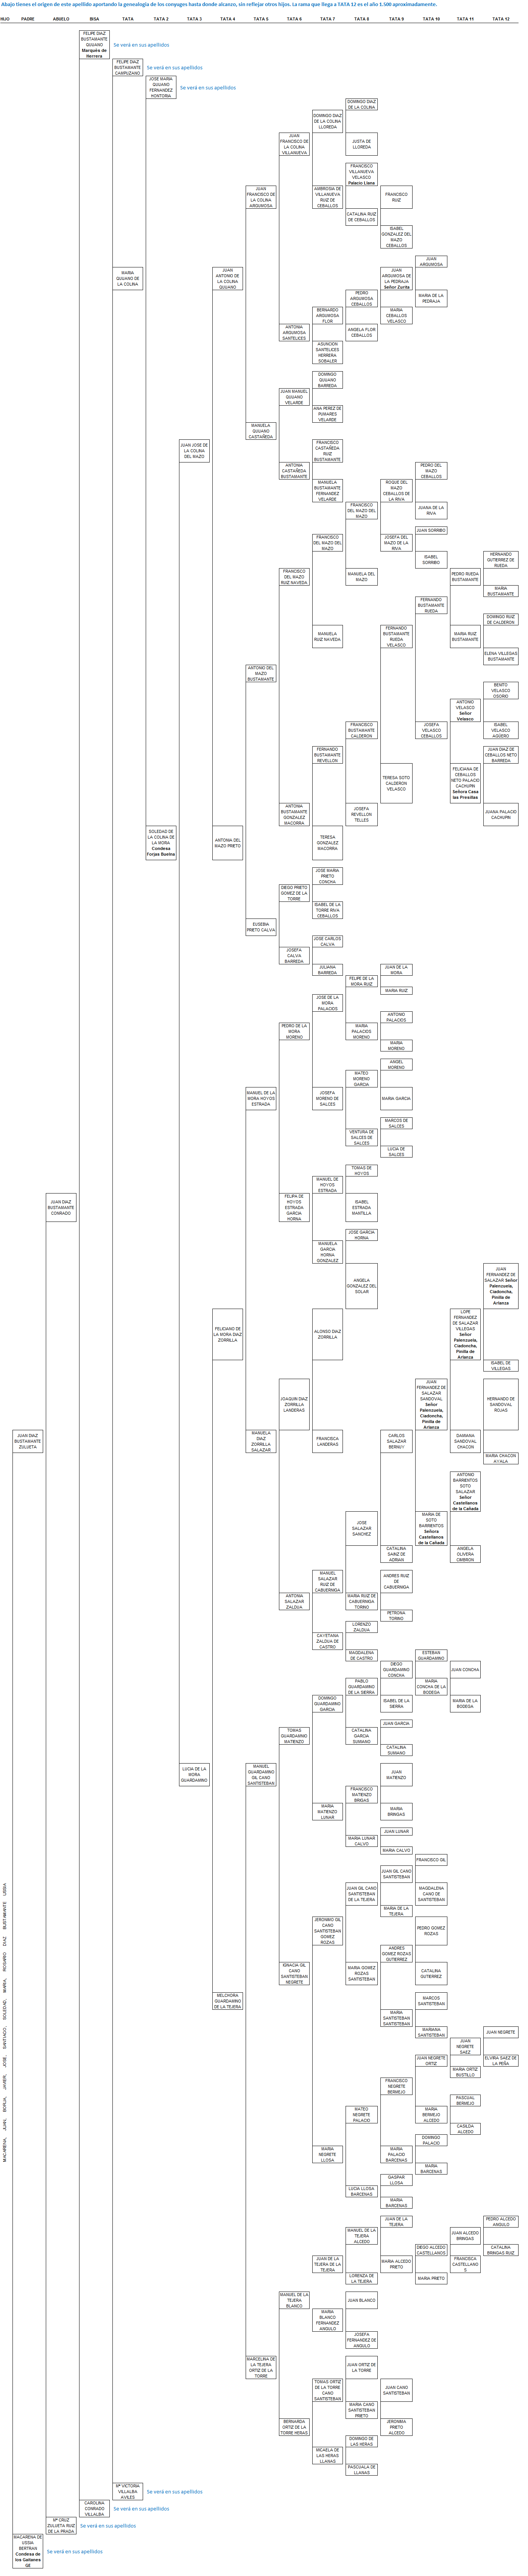 Abajo tienes el origen de este apellido aportando la genealogía de los conyuges hasta donde alcanzo, sin reflejar otros hijos. La rama que llega a TATA 12 es el año 1.500 aproximadamente.
HIJO PADRE ABUELO BISA TATA TATA 2 TATA 3 TATA 4 TATA 5 TATA 6 TATA 7 TATA 8 TATA 9 TATA 10 TATA 11 TATA 12
FELIPE DIAZ
BUSTAMANTE
QUIJANO
Marqués de
Herrera
Se verá en sus apellidos
FELIPE DIAZ
BUSTAMANTE
CAMPUZANO
Se verá en sus apellidos
JOSE MARIA
QUIJANO
FERNANDEZ
HONTORIA
Se verá en sus apellidos
DOMINGO DIAZ
DE LA COLINA
DOMINGO DIAZ
DE LA COLINA
LLOREDA
JUAN
FRANCISCO DE
LA COLINA
VILLANUEVA
JUSTA DE
LLOREDA
FRANCISCO
VILLANUEVA
VELASCO
Palacio Llana
JUAN
FRANCISCO DE
LA COLINA
ARGUMOSA
AMBROSIA DE
VILLANUEVA
RUIZ DE
CEBALLOS
FRANCISCO
RUIZ
CATALINA RUIZ
DE CEBALLOS
ISABEL
GONZALEZ DEL
MAZO
CEBALLOS
JUAN
ARGUMOSA
MARIA
QUIJANO DE
LA COLINA
JUAN
ANTONIO DE
LA COLINA
QUIJANO
JUAN
ARGUMOSA DE
LA PEDRAJA
Señor Zurita
PEDRO
ARGUMOSA
CEBALLOS
MARIA DE LA
PEDRAJA
BERNARDO
ARGUMOSA
FLOR
MARIA
CEBALLOS
VELASCO
ANTONIA
ARGUMOSA
SANTELICES
ANGELA FLOR
CEBALLOS
ASUNCION
SANTELICES
HERRERA
SOBALER
DOMINGO
QUIJANO
BARREDA
JUAN MANUEL
QUIJANO
VELARDE
ANA PEREZ DE
RUMARES
VELARDE
MANUELA
QUIJANO
CASTAÑEDA
JUAN JOSE DE
LA COLINA
DEL MAZO
FRANCISCO
CASTAÑEDA
RUIZ
BUSTAMANTE
ANTONIA
CASTAÑEDA
BUSTAMANTE
PEDRO DEL
MAZO
CEBALLOS
MANUELA
BUSTAMANTE
FERNANDEZ
VELARDE
ROQUE DEL
MAZO
CEBALLOS DE
LA RIVA
FRANCISCO
DEL MAZO DEL
MAZO
JUANA DE LA
RIVA
JUAN SORRIBO
FRANCISCO
DEL MAZO DEL
MAZO
JOSEFA DEL
MAZO DE LA
RIVA
ISABEL
SORRIBO
HERNANDO
GUTIERREZ DE
RUEDA
FRANCISCO
DEL MAZO
RUIZ NAVEDA
MANUELA DEL
MAZO
PEDRO RUEDA
BUSTAMANTE
MARIA
BUSTAMANTE
FERNANDO
BUSTAMANTE
RUEDA
DOMINGO RUIZ
DE CALDERON
MANUELA
RUIZ NAVEDA
FERNANDO
BUSTAMANTE
RUEDA
VELASCO
MARIA RUIZ
BUSTAMANTE
ELENA VILLEGAS
BUSTAMANTE
ANTONIO DEL
MAZO
BUSTAMANTE
BENITO
VELASCO
OSORIO
ANTONIO
VELASCO
Señor
Velasco
FRANCISCO
BUSTAMANTE
CALDERON
JOSEFA
VELASCO
CEBALLOS
ISABEL
VELASCO
AGÜERO
FERNANDO
BUSTAMANTE
REVELLON
JUAN DIAZ DE
CEBALLOS NETO
BARREDA
TERESA SOTO
CALDERON
VELASCO
FELICIANA DE
CEBALLOS
NETO PALACIO
CACHUPIN
Señora Casa
las Presillas
ANTONIA
BUSTAMANTE
GONZALEZ
MACORRA
JOSEFA
REVELLON
TELLES
JUANA PALACIO
CACHUPIN
SOLEDAD DE
LA COLINA DE
LA MORA
Condesa
Forjas Buelna
ANTONIA DEL
MAZO PRIETO
TERESA
GONZALEZ
MACORRA
JOSE MARIA
PRIETO
CONCHA
DIEGO PRIETO
GOMEZ DE LA
TORRE
ISABEL DE LA
TORRE RIVA
CEBALLOS
EUSEBIA
PRIETO CALVA
JOSE CARLOS
CALVA
JOSEFA
CALVA
BARREDA
JULIANA
BARREDA
JUAN DE LA
MORA
FELIPE DE LA
MORA RUIZ
MARIA RUIZ
JOSE DE LA
MORA
PALACIOS
ANTONIO
PALACIOS
PEDRO DE LA
MORA
MORENO
MARIA
PALACIOS
MORENO
MARIA
MORENO
ANGEL
MORENO
MATEO
MORENO
GARCIA
MANUEL DE LA
MORA HOYOS
ESTRADA
JOSEFA
MORENO DE
SALCES
MARIA GARCIA
MARCOS DE
SALCES
VENTURA DE
SALCES DE
SALCES
LUCIA DE
SALCES
TOMAS DE
HOYOS
MANUEL DE
HOYOS
ESTRADA
JUAN DIAZ
BUSTAMANTE
CONRADO
FELIPA DE
HOYOS
ESTRADA
GARCIA
HORNA
ISABEL
ESTRADA
MANTILLA
JOSE GARCIA
HORNA
MANUELA
GARCIA
HORNA
GONZALEZ
ANGELA
GONZALEZ DEL
SOLAR
JUAN
FERNANDEZ DE
SALAZAR Señor
Palenzuela,
Ciadoncha,
Pinilla de
Arlanza
FELICIANO DE
LA MORA DIAZ
ZORRILLA
ALONSO DIAZ
ZORRILLA
LOPE
FERNANDEZ
DE SALAZAR
VILLEGAS
Señor
Palenzuela,
Ciadoncha,
Pinilla de
Arlanza
ISABEL DE
VILLEGAS
JOAQUIN DIAZ
ZORRILLA
LANDERAS
JUAN
FERNANDEZ DE
SALAZAR
SANDOVAL
Señor
Palenzuela,
Ciadoncha,
Pinilla de
Arlanza
HERNANDO DE
SANDOVAL
ROJAS
JUAN DIAZ
BUSTAMANTE
ZULUETA
MANUELA
DIAZ
ZORRILLA
SALAZAR
FRANCISCA
LANDERAS
CARLOS
SALAZAR
BERNUY
DAMIANA
SANDOVAL
CHACON
MARIA CHACON
AYALA
ANTONIO
BARRIENTOS
SOTO
SALAZAR
Señor
Castellanos
de la Cañada
JOSE
SALAZAR
SANCHEZ
MARIA DE
SOTO
BARRIENTOS
Señora
Castellanos
de la Cañada
CATALINA
SAINZ DE
ADRIAN
ANGELA
OLIVERA
CIMBRON
MANUEL
SALAZAR
RUIZ DE
CABUERNIGA
ANDRES RUIZ
DE
CABUERNIGA
ANTONIA
SALAZAR
ZALDUA
MARIA RUIZ DE
CABUERNIGA
TORINO
PETRONA
TORINO
LORENZO
ZALDUA
CAYETANA
ZALDUA DE
CASTRO
MAGDALENA
DE CASTRO
ESTEBAN
GUARDAMINO
DIEGO
GUARDAMINO
CONCHA
JUAN CONCHA
PABLO
GUARDAMINO
DE LA SIERRA
MARIA
CONCHA DE LA
BODEGA
DOMINGO
GUARDAMINO
GARCIA
ISABEL DE LA
SIERRA
MARIA DE LA
BODEGA
JUAN GARCIA
TOMAS
GUARDAMINO
MATIENZO
CATALINA
GARCIA
SUMANO
CATALINA
SUMANO
LUCIA DE LA
MORA
GUARDAMINO
MANUEL
GUARDAMINO
GIL CANO
SANTISTEBAN
JUAN
MATIENZO
FRANCISCO
MATIENZO
BRIGAS
MARIA
MATIENZO
LUNAR
MARIA
BRINGAS
JUAN LUNAR
MARIA LUNAR
CALVO
MARIA CALVO
FRANCISCO GIL
JUAN GIL CANO
SANTISTEBAN
JUAN GIL CANO
SANTISTEBAN
DE LA TEJERA
MAGDALENA
CANO DE
SANTISTEBAN
MARIA DE LA
TEJERA
JERONIMO GIL
CANO
SANTISTEBAN
GOMEZ
ROZAS
PEDRO GOMEZ
ROZAS
ANDRES
GOMEZ ROZAS
GUTIERREZ
IGNACIA GIL
CANO
SANTISTEBAN
NEGRETE
MARIA GOMEZ
ROZAS
SANTISTEBAN
CATALINA
GUTIERREZ
MELCHORA
GUARDAMINO
DE LA TEJERA
MARCOS
SANTISTEBAN
MARIA
SANTISTEBAN
SANTISTEBAN
MARIANA
SANTISTEBAN
JUAN NEGRETE
JUAN
NEGRETE
SAEZ
JUAN NEGRETE
ORTIZ
ELVIRA SAEZ DE
LA PEÑA
MARIA ORTIZ
BUSTILLO
FRANCISCO
NEGRETE
BERMEJO
PASCUAL
BERMEJO
MATEO
NEGRETE
PALACIO
MARIA
BERMEJO
ALCEDO
CASILDA
ALCEDO
DOMINGO
PALACIO
MARIA
NEGRETE
LLOSA
MARIA
PALACIO
BARCENAS
MARIA
BARCENAS
GASPAR
LLOSA
LUCIA LLOSA
BARCENAS
MARIA
BARCENAS
MACARENA, JUAN, BORJA, JAVIER, JOSE, SANTIAGO, SOLEDAD, MARIA, ROSARIO DIAZ BUSTAMANTE USSIA
JUAN DE LA
TEJERA
PEDRO ALCEDO
ANGULO
MANUEL DE LA
TEJERA
ALCEDO
JUAN ALCEDO
BRINGAS
DIEGO ALCEDO
CASTELLANOS
CATALINA
BRINGAS RUIZ
JUAN DE LA
TEJERA DE LA
TEJERA
MARIA ALCEDO
PRIETO
FRANCISCA
CASTELLANO
S
LORENZA DE
LA TEJERA
MARIA PRIETO
MANUEL DE LA
TEJERA
BLANCO
JUAN BLANCO
MARIA
BLANCO
FERNANDEZ
ANGULO
JOSEFA
FERNANDEZ DE
ANGULO
MARCELINA DE
LA TEJERA
ORTIZ DE LA
TORRE
JUAN ORTIZ DE
LA TORRE
TOMAS ORTIZ
DE LA TORRE
CANO
SANTISTEBAN
JUAN CANO
SANTISTEBAN
MARIA CANO
SANTISTEBAN
PRIETO
BERNARDA
ORTIZ DE LA
TORRE HERAS
JERONIMA
PRIETO
ALCEDO
DOMINGO DE
LAS HERAS
MICAELA DE
LAS HERAS
LLANAS
PASCUALA DE
LLANAS
Mª VICTORIA
VILLALBA
AVILES
Se verá en sus apellidos
CAROLINA
CONRADO
VILLALBA
Se verá en sus apellidos
Mª CRUZ
ZULUETA RUIZ
DE LA PRADA
Se verá en sus apellidos
MACARENA DE
USSIA
BERTRAN
Condesa de
los Gaitanes
GE
Se verá en sus apellidos